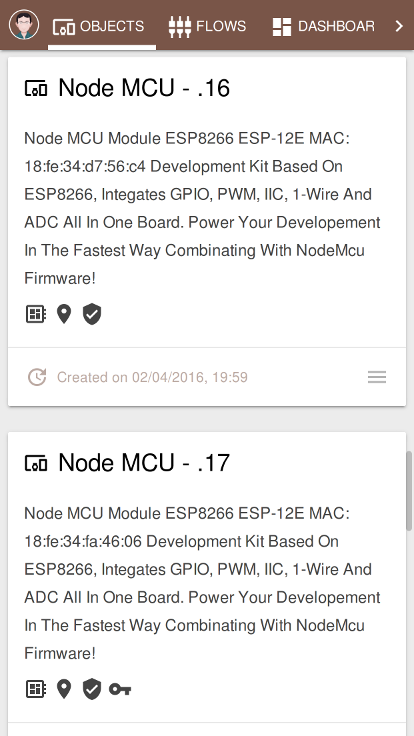 OBJECTS FLOWS DASHBOAR
Node MCU - .16
Node MCU Module ESP8266 ESP-12E MAC:
18:fe:34:d7:56:c4 Development Kit Based On
ESP8266, Integates GPIO, PWM, IIC, 1-Wire And
ADC All In One Board. Power Your Developement
In The Fastest Way Combinating With NodeMcu
Firmware!
Created on 02/04/2016, 19:59
Node MCU - .17
Node MCU Module ESP8266 ESP-12E MAC:
18:fe:34:fa:46:06 Development Kit Based On
ESP8266, Integates GPIO, PWM, IIC, 1-Wire And
ADC All In One Board. Power Your Developement
In The Fastest Way Combinating With NodeMcu
Firmware!